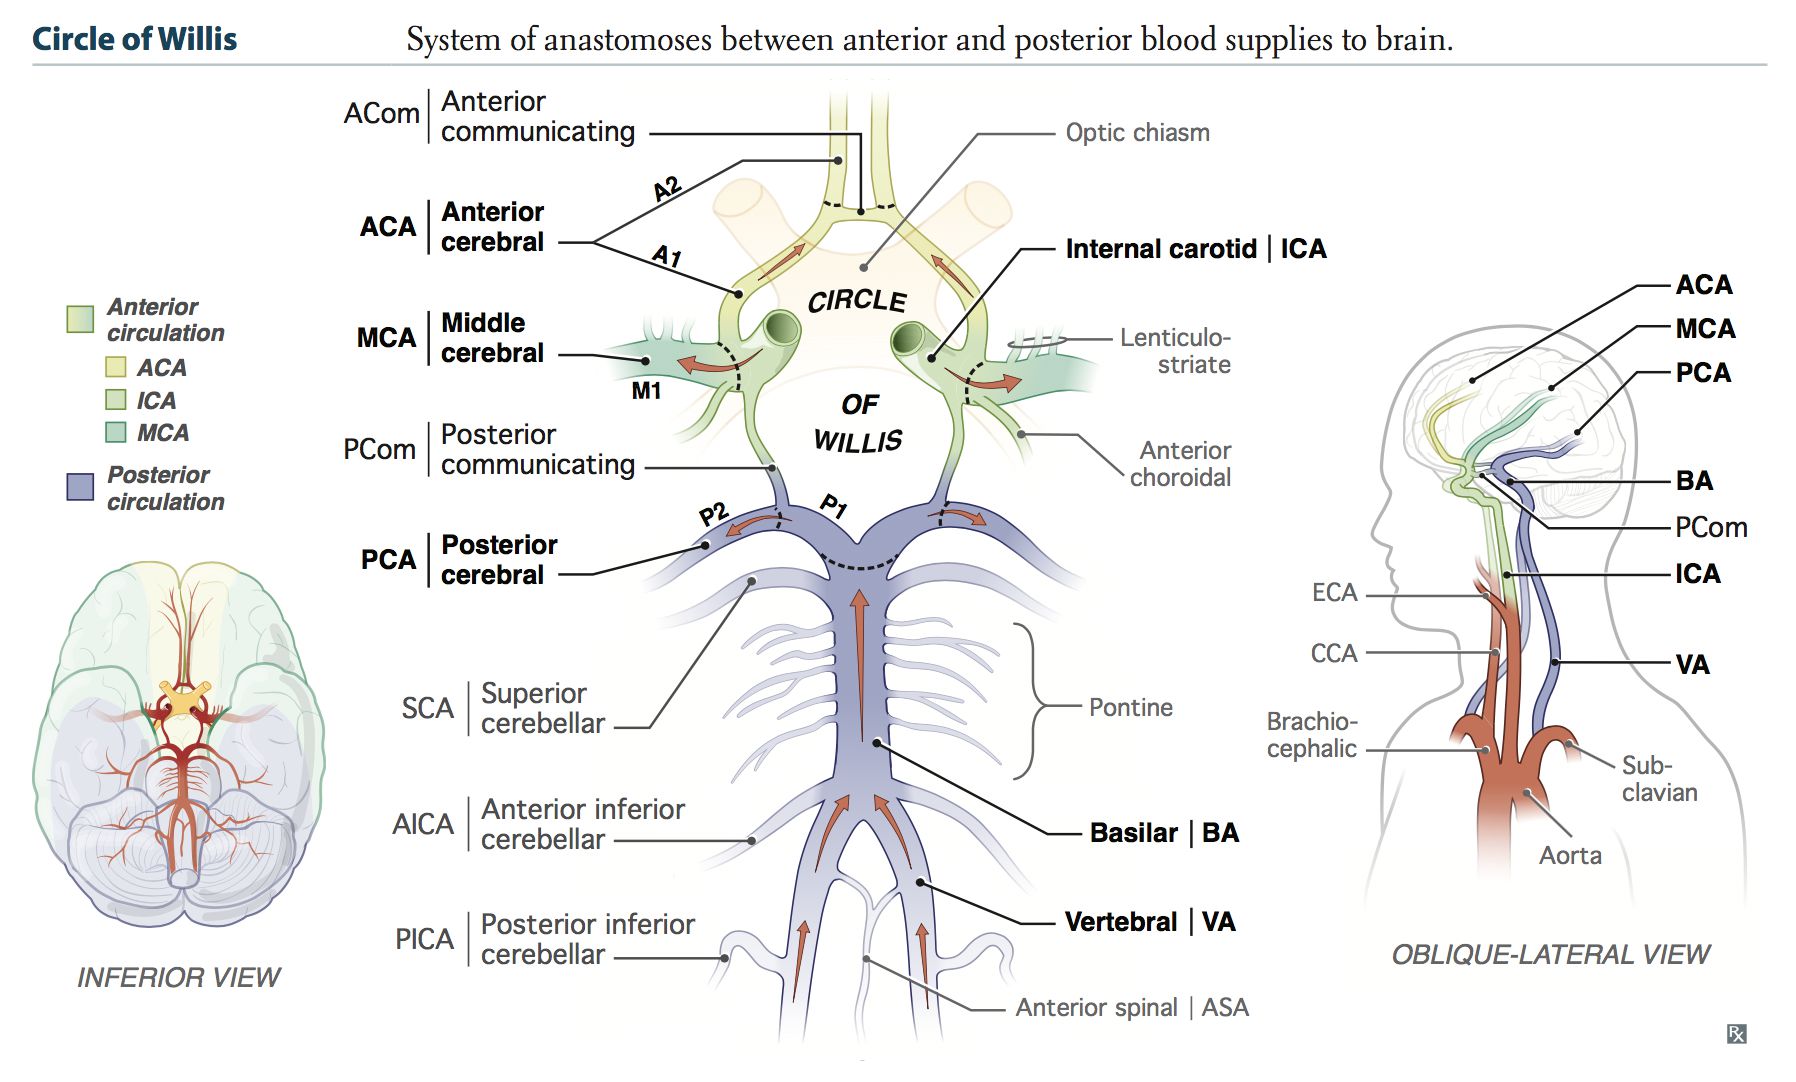 Circle of Willis
System of anastomoses between anterior and posterior blood supplies to brain.
ACom
Anterior
communicating
A2
ACA
Anterior
cerebral
A1
MCA
Middle
cerebral
M1
PCom
Posterior
communicating
P2
P1
PCA
Posterior
cerebral
SCA
Superior
cerebellar
AICA
Anterior inferior
cerebellar
PICA
Posterior inferior
cerebellar
CIRCLE
OF
WILLIS
Optic chiasm
Internal carotid | ICA
Lenticulo-
striate
Anterior
choroidal
Pontine
Basilar | BA
Vertebral | VA
Anterior spinal | ASA
Anterior
circulation
ACA
ICA
MCA
Posterior
circulation
INFERIOR VIEW
ACA
MCA
PCA
BA
PCom
ICA
VA
ECA
CCA
Brachio-
cephalic
Sub-
clavian
Aorta
OBLIQUE-LATERAL VIEW
Rx